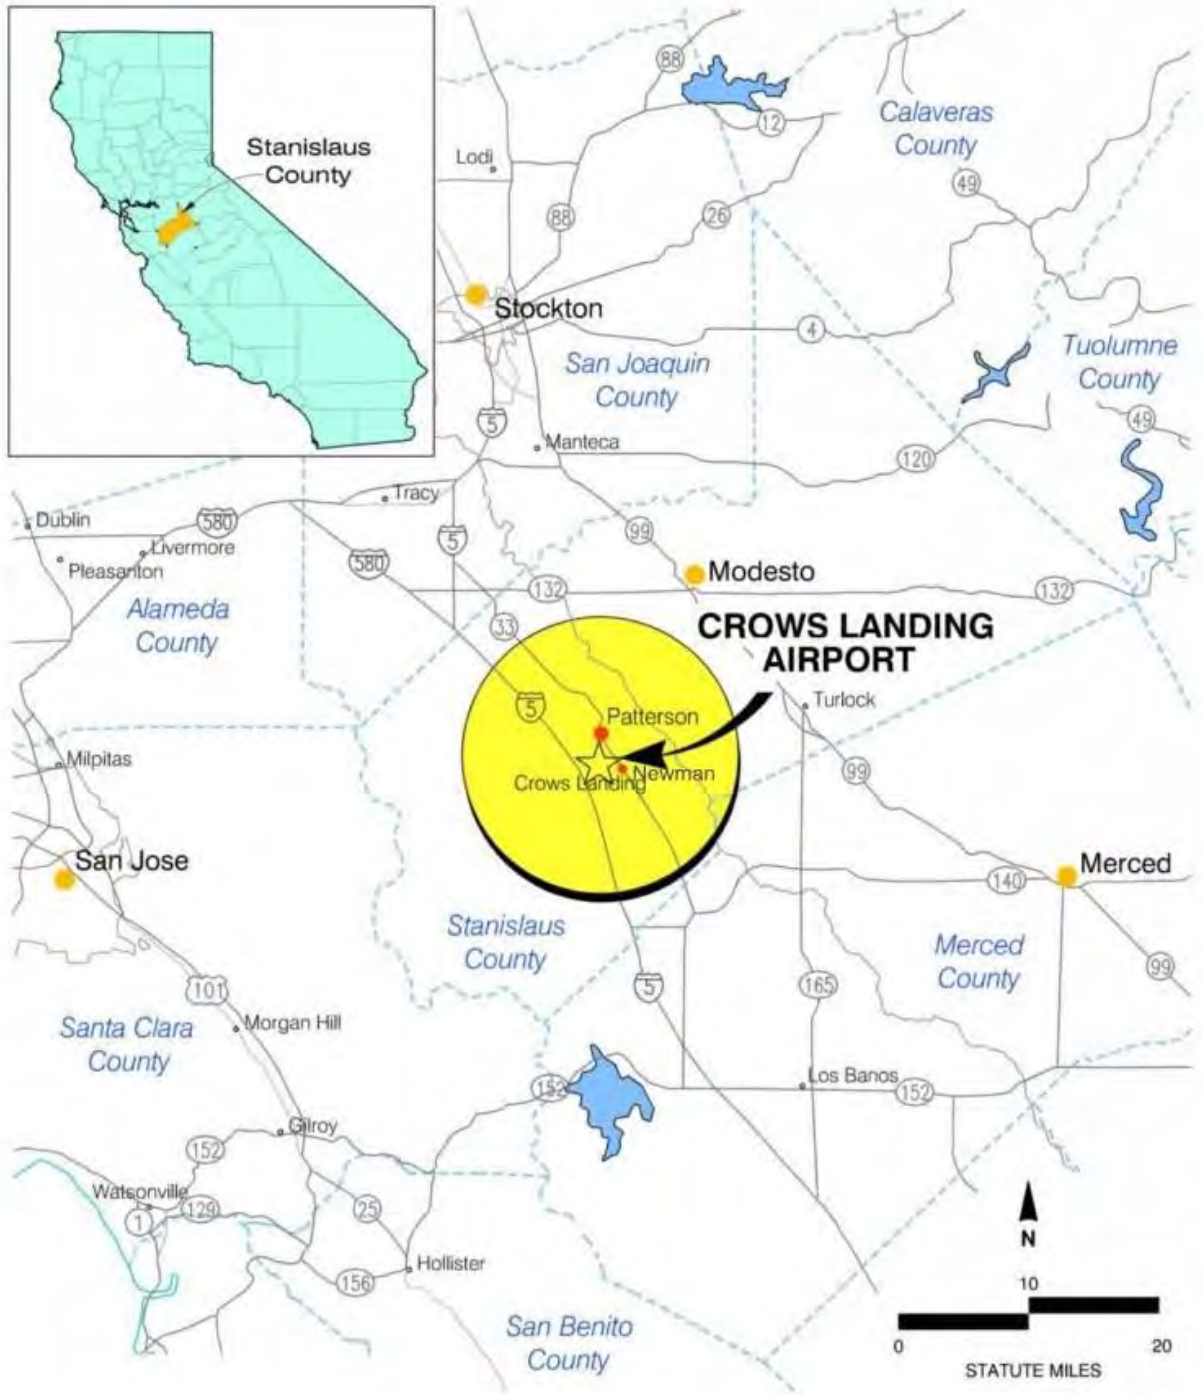 Stanislaus
County
88
12
Calaveras
County
Lodi
49
88
26
Stockton
4
San Joaquin
County
Tuolumne
County
5
49
Manteca
120
Tracy
Dublin
580
99
5
Livermore
580
Pleasanton
Modesto
132
132
Alameda
County
33
CROWS LANDING
AIRPORT
5
Turlock
Patterson
Milpitas
99
Newman
Crows Landing
San Jose
Merced
140
Stanislaus
County
Merced
County
99
101
5
165
Morgan Hill
Santa Clara
County
Los Banos
152
152
Gilroy
152
Watsonville
129
1
25
N
Hollister
156
10
San Benito
County
0
20
STATUTE MILES